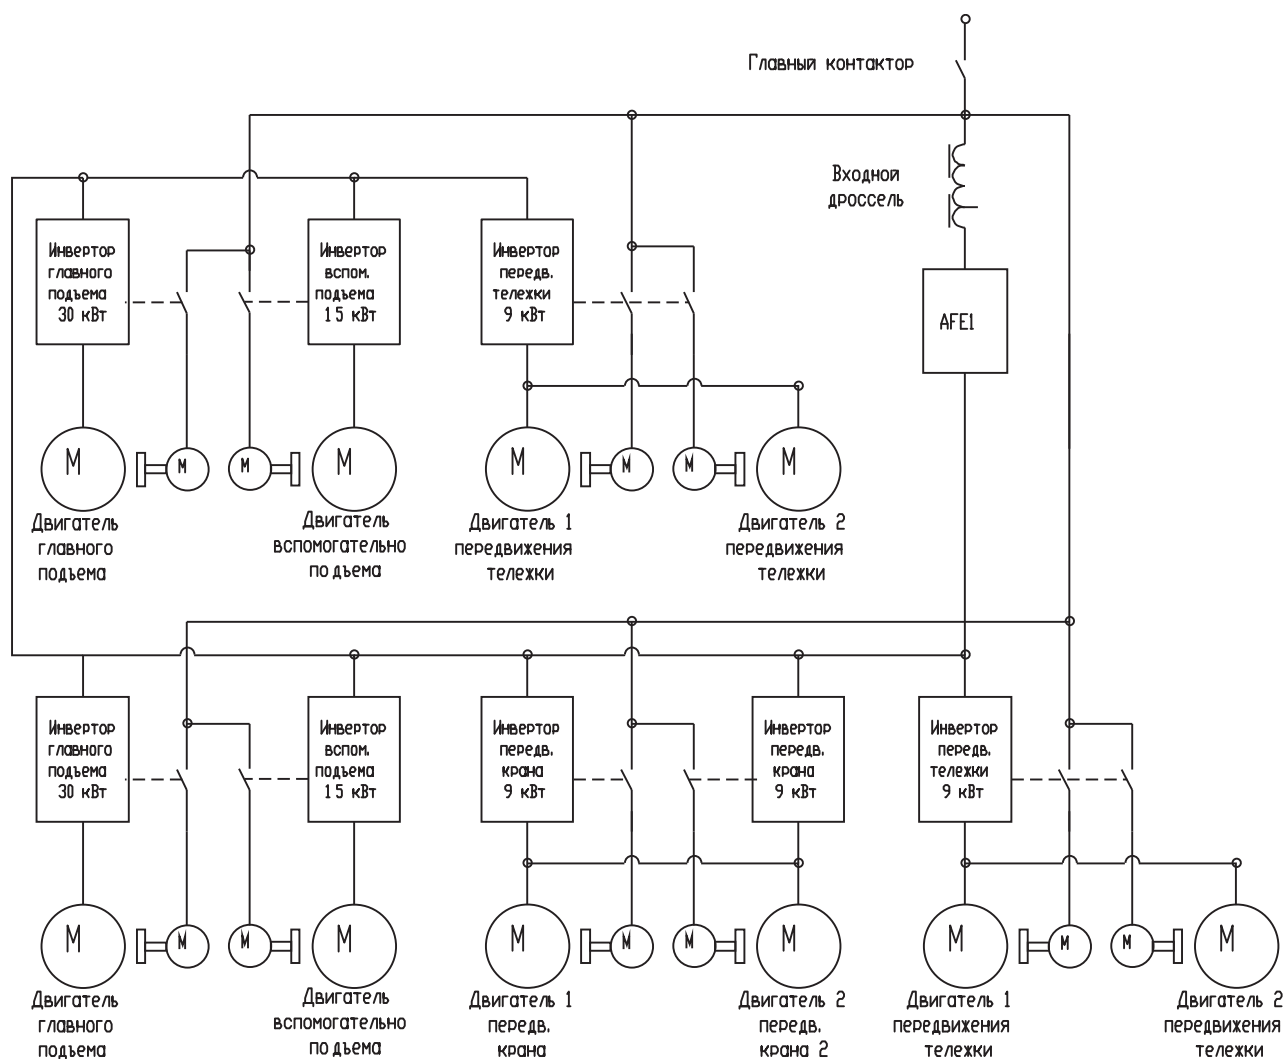 Главный контактор
Входной
дроссель
Инвертор
главного
подъема
30 кВт
Инвертор
вспом.
подъема
15 кВт
Инвертор
передв.
тележки
9 кВт
AFE1
М
М
М
М
М
М
М
М
Двигатель
главного
подъема
Двигатель
вспомогательно
подъема
Двигатель 1
передвижения
тележки
Двигатель 2
передвижения
тележки
Инвертор
главного
подъема
30 кВт
Инвертор
вспом.
подъема
15 кВт
Инвертор
передв.
крана
9 кВт
Инвертор
передв.
крана
9 кВт
Инвертор
передв.
тележки
9 кВт
М
М
М
М
М
М
М
М
М
М
М
М
Двигатель
главного
подъема
Двигатель
вспомогательно
подъема
Двигатель 1
передв.
крана
Двигатель 2
передв.
крана 2
Двигатель 1
передвижения
тележки
Двигатель 2
передвижения
тележки